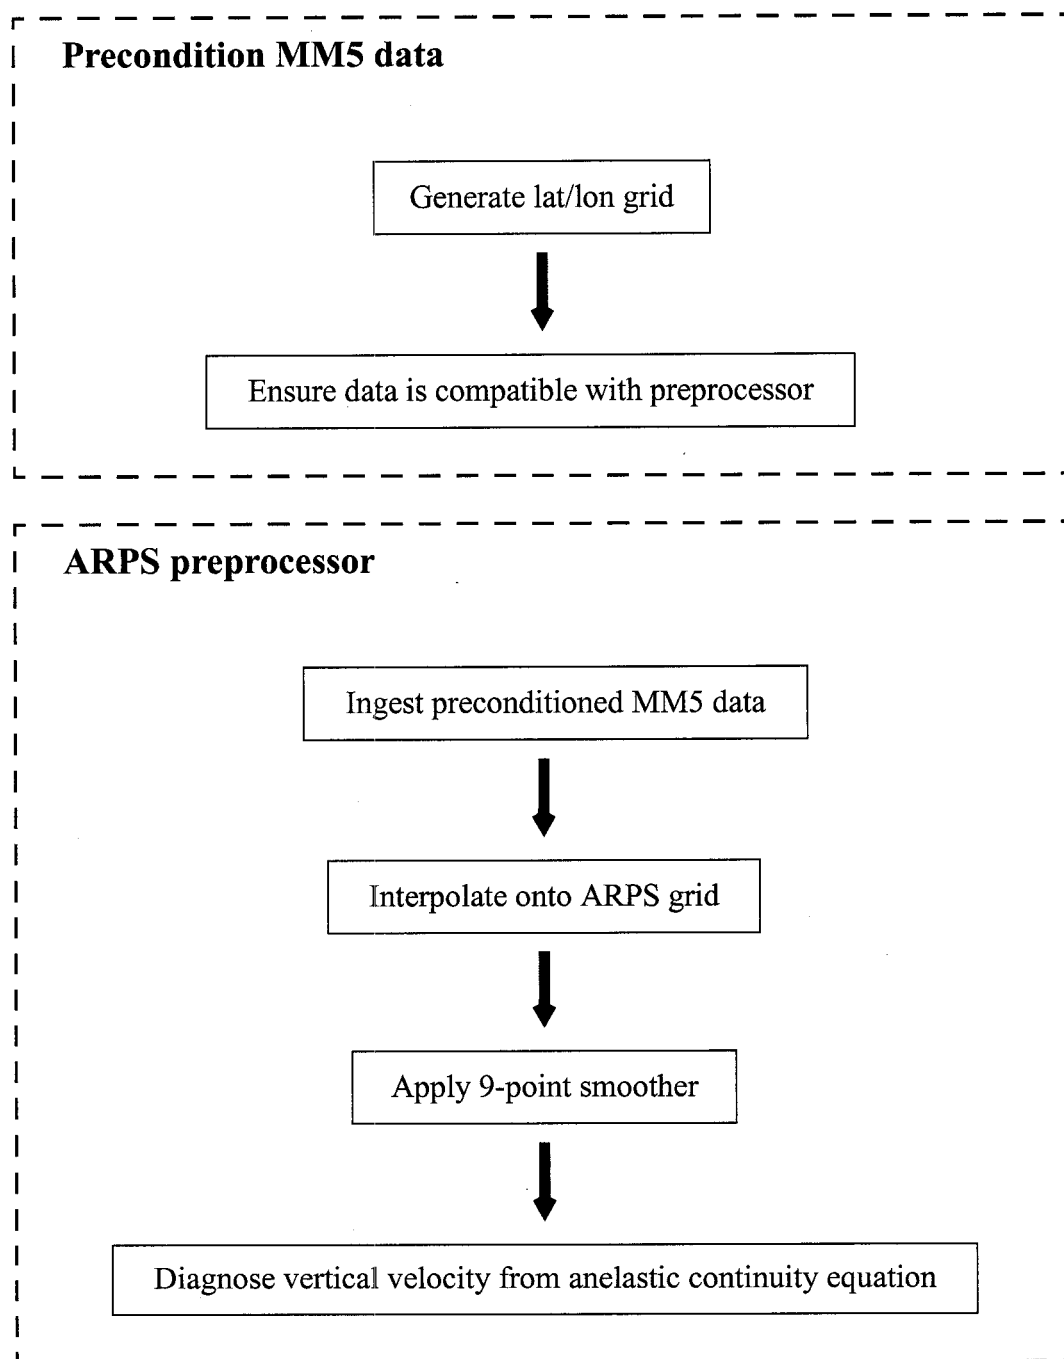 Precondition MM5 data
Generate lat/lon grid
Ensure data is compatible with preprocessor
ARPS preprocessor
Ingest preconditioned MM5 data
Interpolate onto ARPS grid
Apply 9-point smoother
Diagnose vertical velocity from anelastic continuity equation